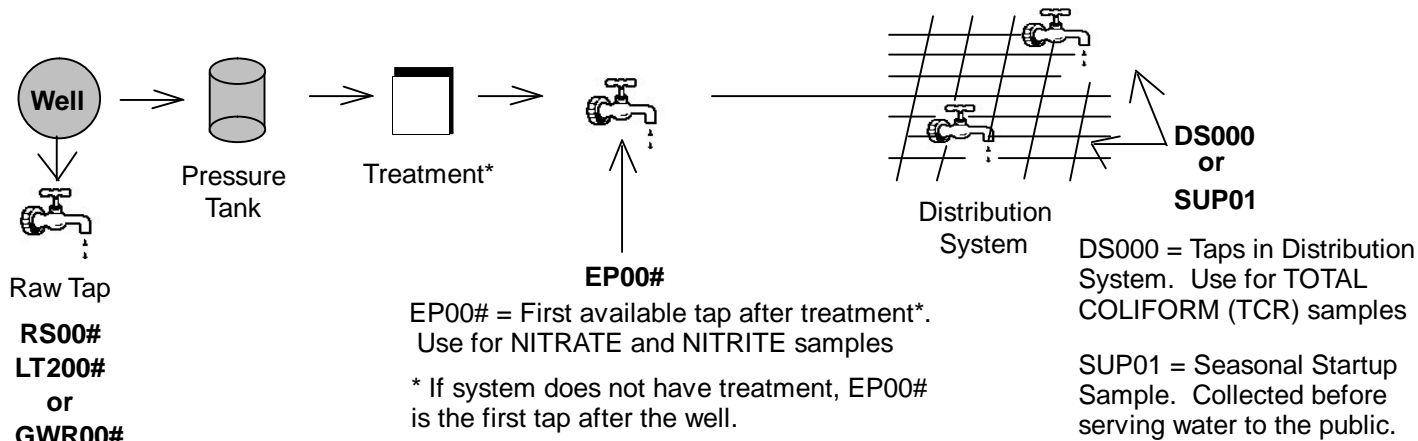 Well
Pressure
Tank
Treatment*
Distribution
System
Raw Tap
RS00#
LT200#
or
GWR00#
EP00#
EP00# = First available tap after treatment*.
Use for NITRATE and NITRITE samples
* If system does not have treatment, EP00#
is the first tap after the well.
DS000
or
SUP01
DS000 = Taps in Distribution
System. Use for TOTAL
COLIFORM (TCR) samples
SUP01 = Seasonal Startup
Sample. Collected before
serving water to the public.